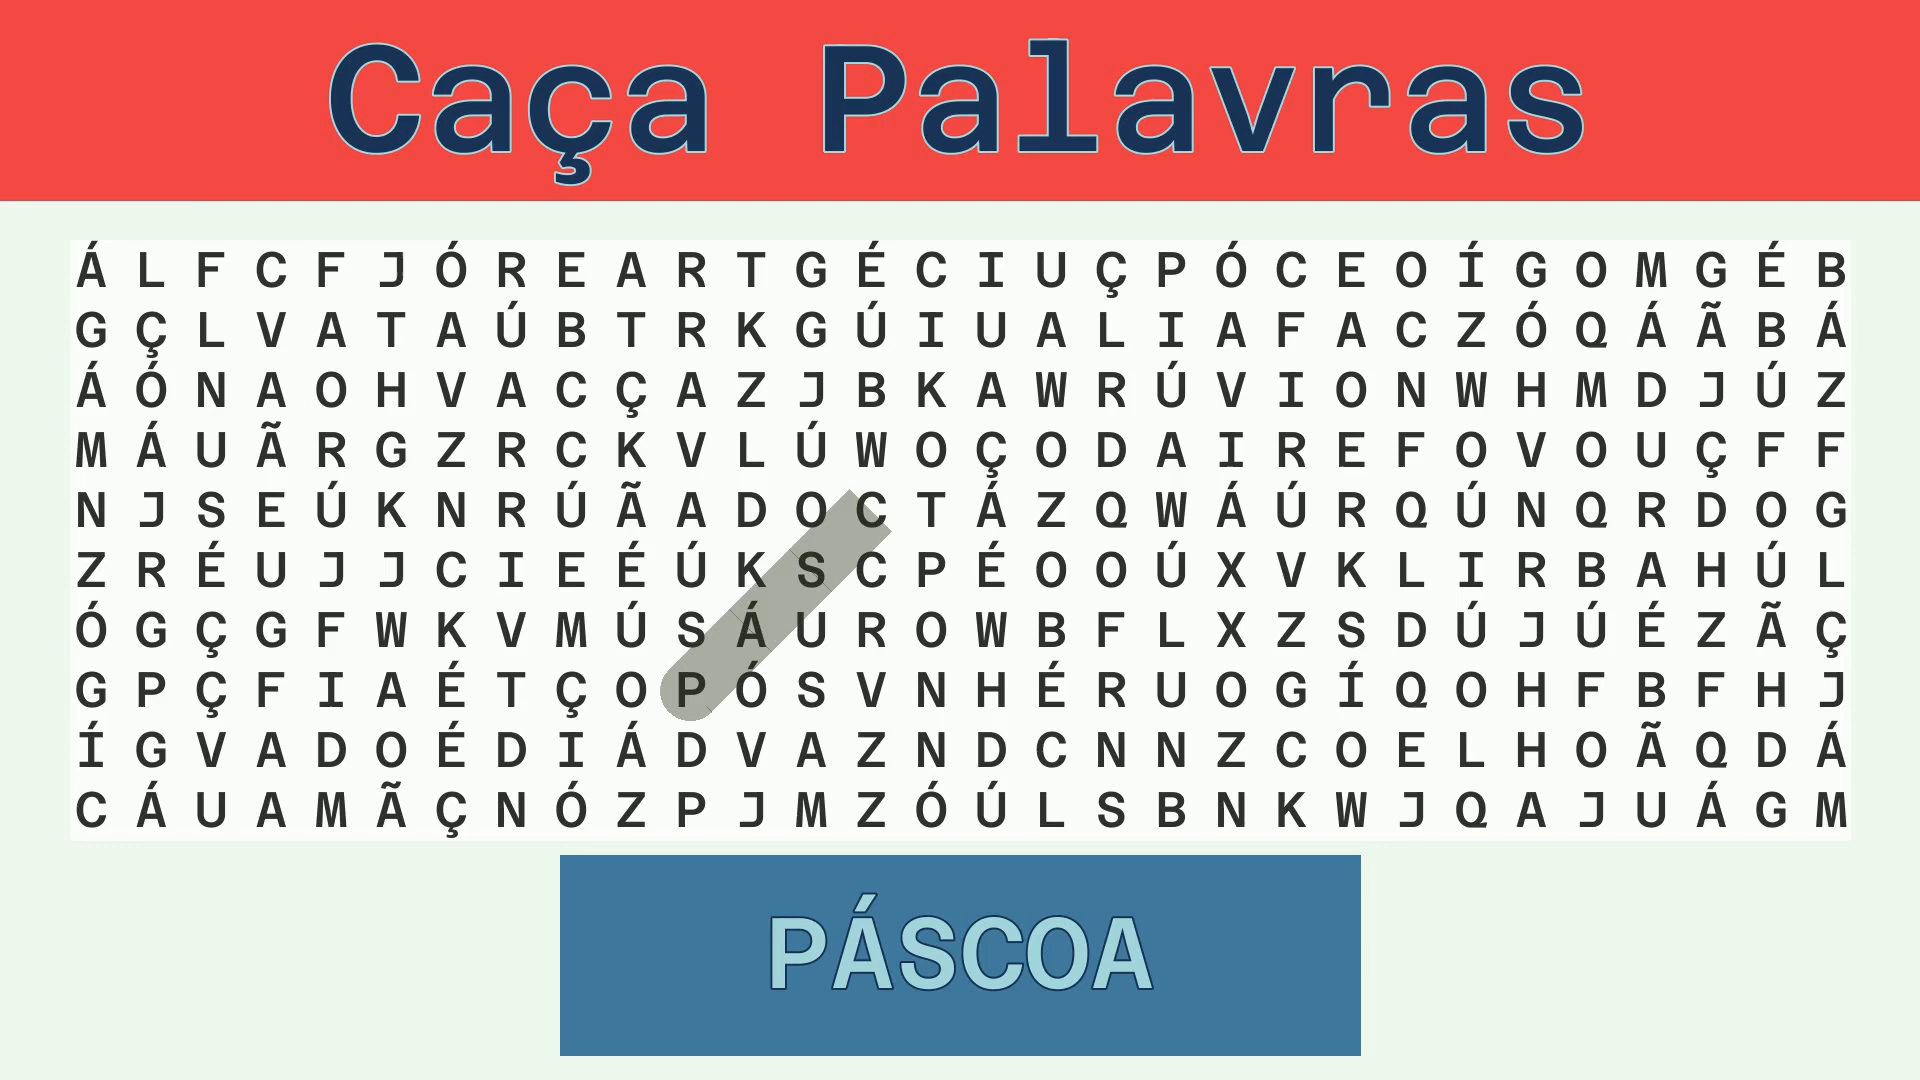 Caça Palavras
Á L F C F J Ó R E A R T G É C I U Ç P Ó C E O Í G O M G É B
G Ç L V A T A Ú B T R K G Ú I U A L I A F A C Z Ó Q Á Ã B Á
Á Ó N A O H V A C Ç A Z J B K A W R Ú V I O N W H M D J Ú Z
M Á U Ã R G Z R C K V L Ú W O Ç O D A I R E F O V O U Ç F F
N J S E Ú K N R Ú Ã A D O C T Á Z Q W Á Ú R Q Ú N Q R D O G
Z R É U J J C I E É Ú K S C P É O O Ú X V K L I R B A H Ú L
Ó G Ç G F W K V M Ú S Á U R O W B F L X Z S D Ú J Ú É Z Ã Ç
G P Ç F I A É T Ç O P Ó S V N H É R U O G Í Q O H F B F H J
Í G V A D O É D I Á D V A Z N D C N N Z C O E L H O Ã Q D Á
C Á U A M Ã Ç N Ó Z P J M Z Ó Ú L S B N K W J Q A J U Á G M
PÁSCOA